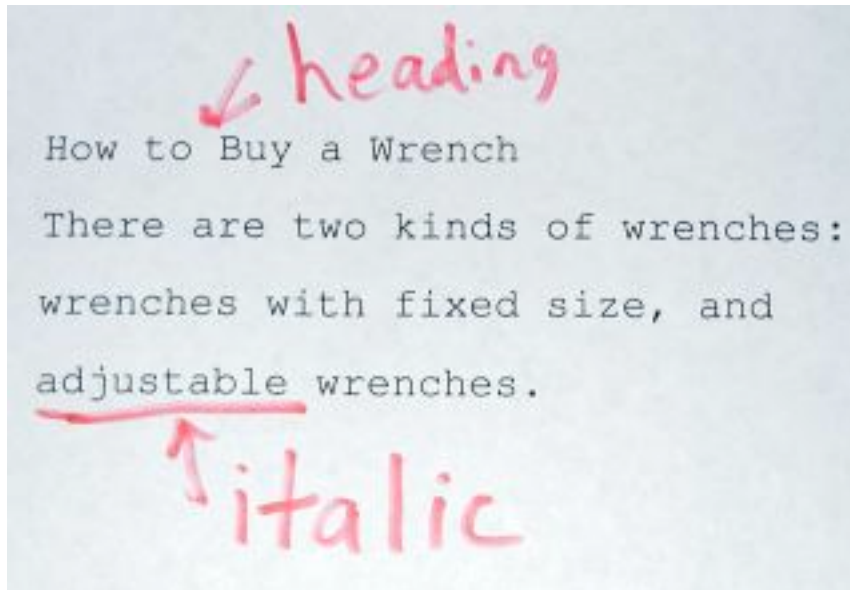 heading
How to Buy a Wrench
There are two kinds of wrenches:
wrenches with fixed size, and
adjustable wrenches.
italic